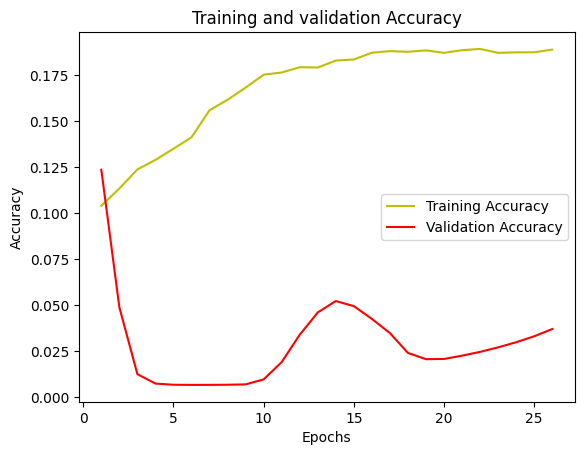 Training and validation Accuracy
Accuracy
0.175
0.150
0.125
0.100
0.075
0.050
0.025
0.000
Training Accuracy
Validation Accuracy
0
5
10
15
20
25
Epochs